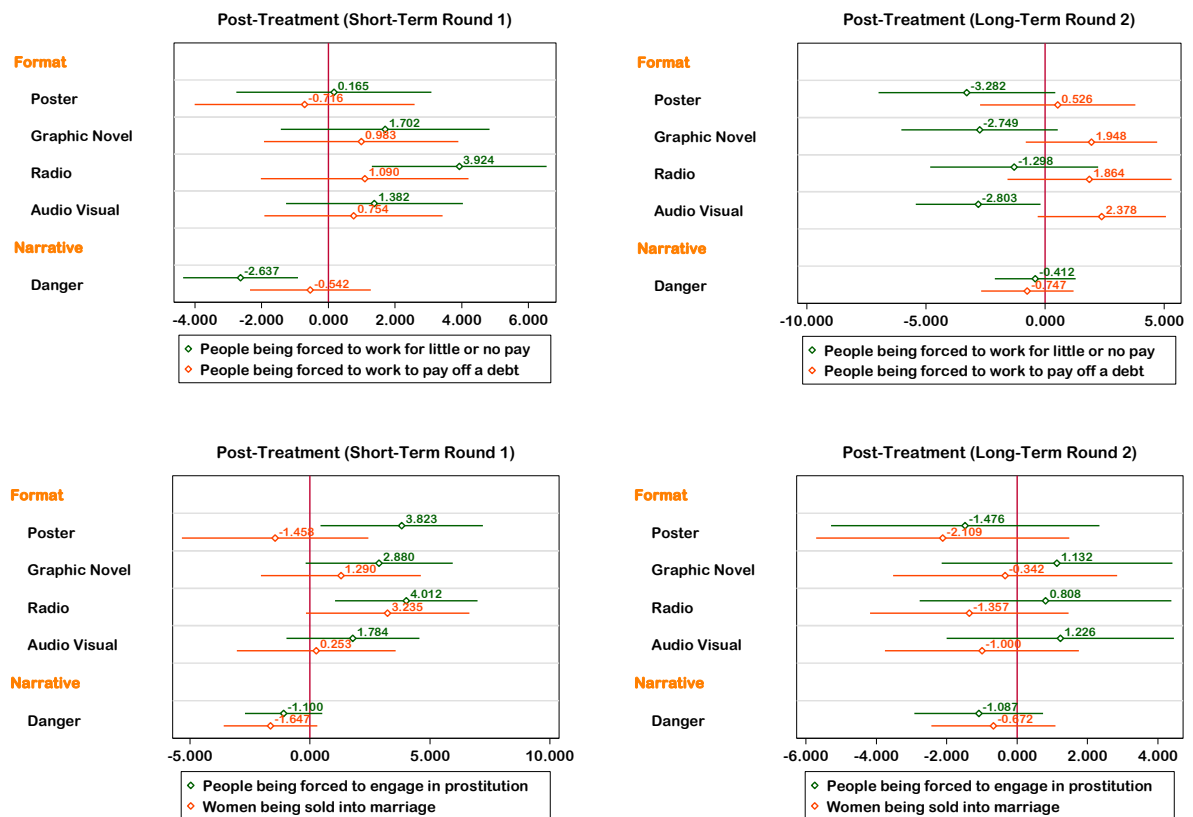 Post-Treatment (Short-Term Round 1)
Format
Poster
0.165
-0.716
Graphic Novel
1.702
0.983
Radio
3.924
1.090
Audio Visual
1.382
0.754
Narrative
Danger
-2.637
-0.542
-4.000 -2.000 0.000 2.000 4.000 6.000
People being forced to work for little or no pay
People being forced to work to pay off a debt
Post-Treatment (Long-Term Round 2)
Format
Poster
-3.282
0.526
Graphic Novel
-2.749
1.948
Radio
-1.298
1.864
Audio Visual
-2.803
2.378
Narrative
Danger
-0.412
-0.747
-10.000 -5.000 0.000 5.000
People being forced to work for little or no pay
People being forced to work to pay off a debt
Post-Treatment (Short-Term Round 1)
Format
Poster
3.823
-1.458
Graphic Novel
2.880
1.290
Radio
4.012
3.235
Audio Visual
1.784
0.253
Narrative
Danger
-1.100
-1.647
-5.000 0.000 5.000 10.000
People being forced to engage in prostitution
Women being sold into marriage
Post-Treatment (Long-Term Round 2)
Format
Poster
-1.476
-2.109
Graphic Novel
1.132
-0.342
Radio
0.808
-1.357
Audio Visual
1.226
-1.000
Narrative
Danger
-1.087
-0.672
-6.000 -4.000 -2.000 0.000 2.000 4.000
People being forced to engage in prostitution
Women being sold into marriage